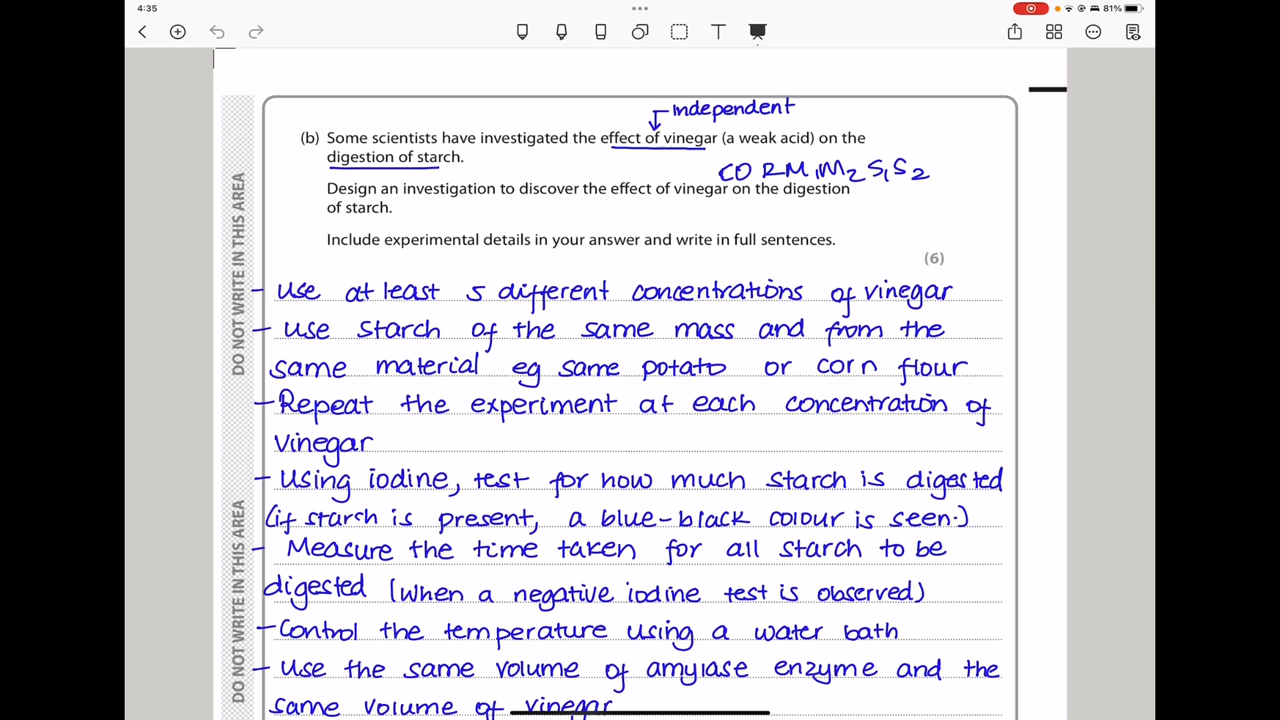 4:35
81%
independent
(b) Some scientists have investigated the effect of vinegar (a weak acid) on the
digestion of starch.
CO R M1 M2 S1 S2
Design an investigation to discover the effect of vinegar on the digestion
of starch.
Include experimental details in your answer and write in full sentences.
(6)
- Use at least 5 different concentrations of vinegar
- Use starch of the same mass and from the
same material eg same potato or corn flour
- Repeat the experiment at each concentration of
vinegar
- Using iodine, test for how much starch is digested
(if starch is present, a blue-black colour is seen.)
- Measure the time taken for all starch to be
digested (when a negative iodine test is observed)
- Control the temperature using a water bath
- Use the same volume of amylase enzyme and the
same volume of vinegar
DO NOT WRITE IN THIS AREA
DO NOT WRITE IN THIS AREA